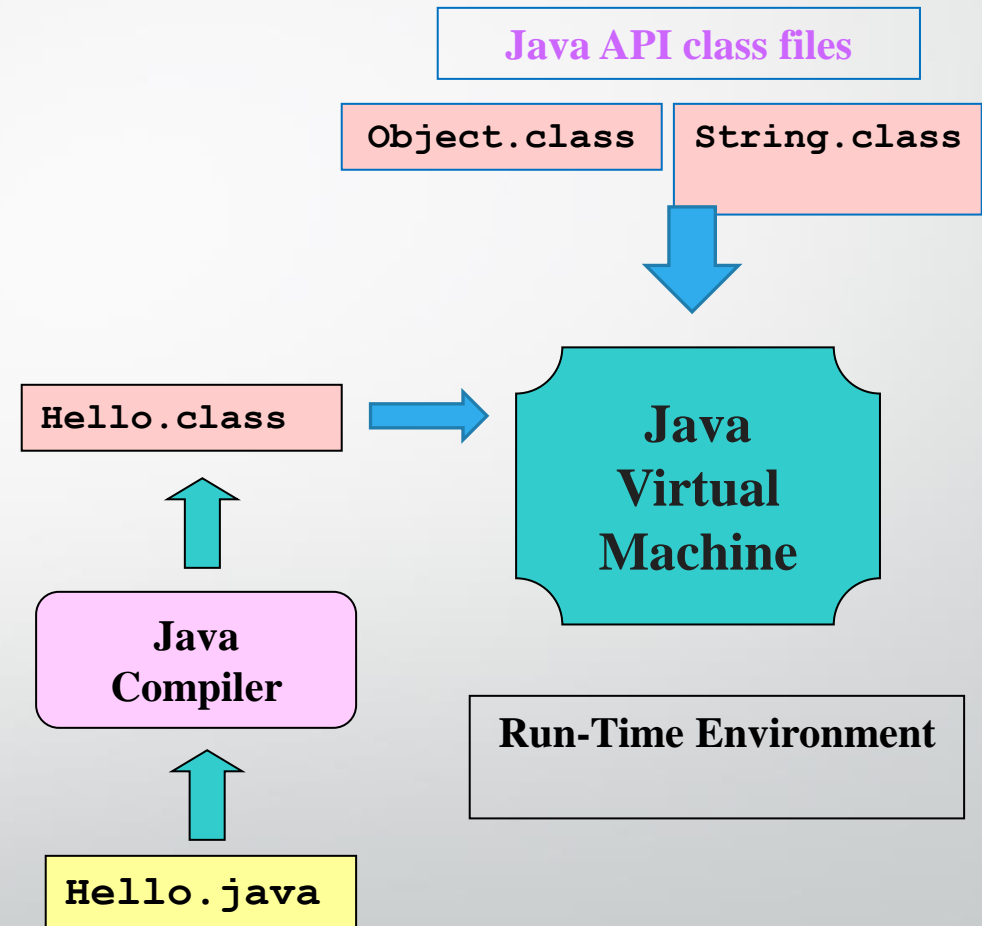 Java API class files
Object.class
String.class
Hello.class
Java
Virtual
Machine
Java
Compiler
Run-Time Environment
Hello.java